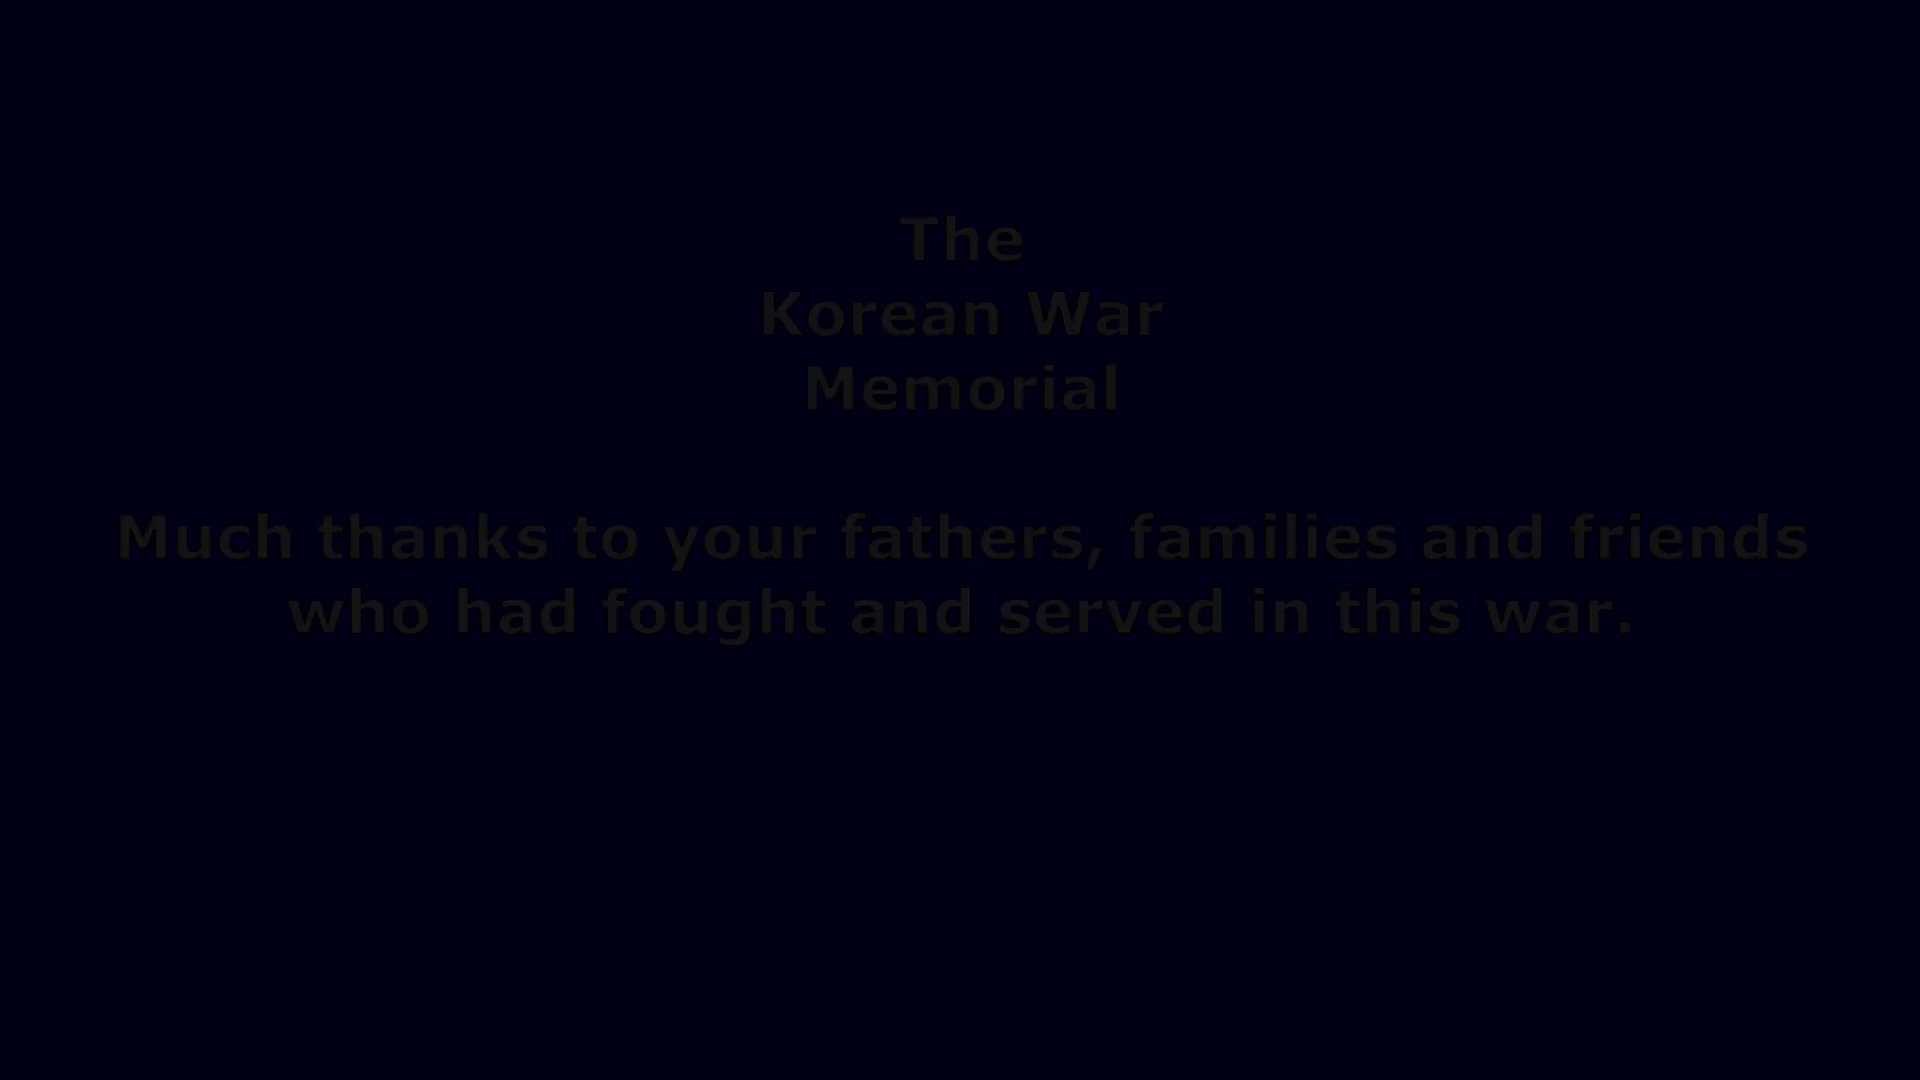 The
Korean War
Memorial
Much thanks to your fathers, families and friends
who had fought and served in this war.